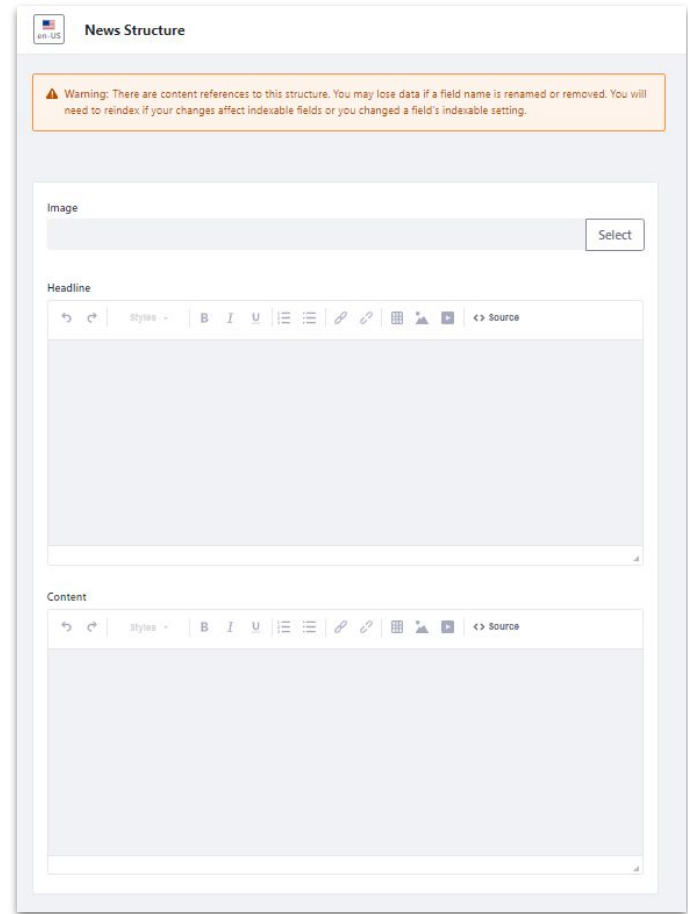 en-US
News Structure
Warning: There are content references to this structure. You may lose data if a field name is renamed or removed. You will
need to reindex if your changes affect indexable fields or you changed a field's indexable setting.
Image
Select
Headline
Styles B I U <> Source
Content
Styles B I U <> Source